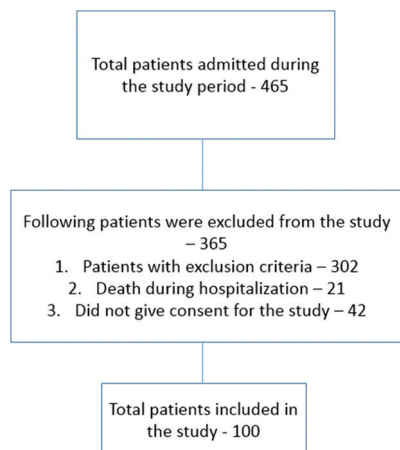 Total patients admitted during
the study period - 465
Following patients were excluded from the study
– 365
1. Patients with exclusion criteria – 302
2. Death during hospitalization – 21
3. Did not give consent for the study – 42
Total patients included in
the study - 100